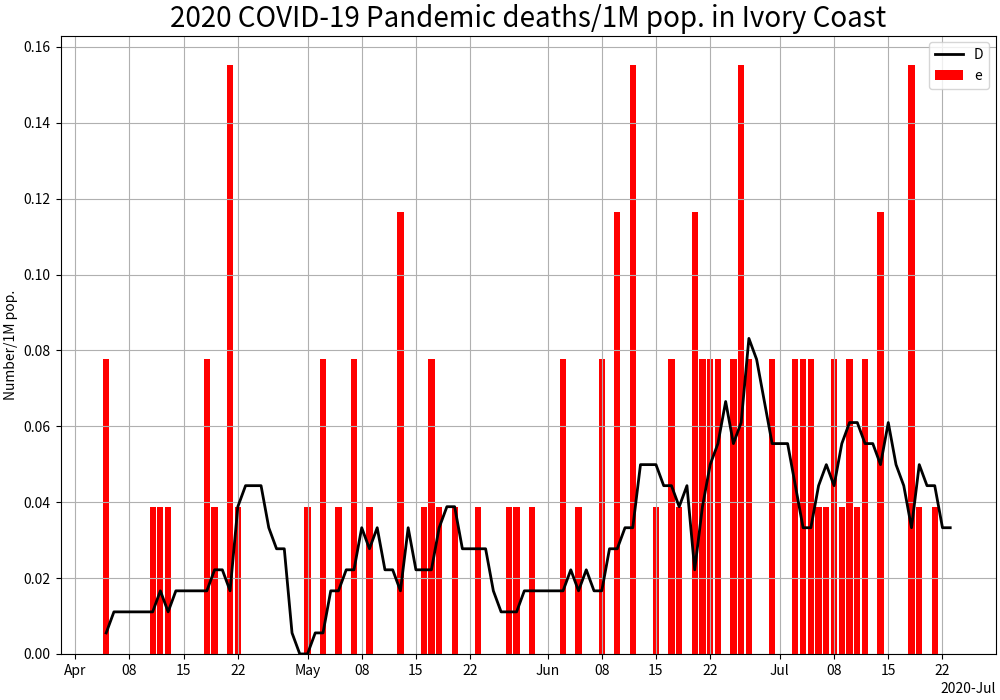 2020 COVID-19 Pandemic deaths/1M pop. in Ivory Coast
D
e
Number/1M pop.
0.16
0.14
0.12
0.10
0.08
0.06
0.04
0.02
0.00
Apr 08 15 22 May 08 15 22 Jun 08 15 22 Jul 08 15 22
2020-Jul